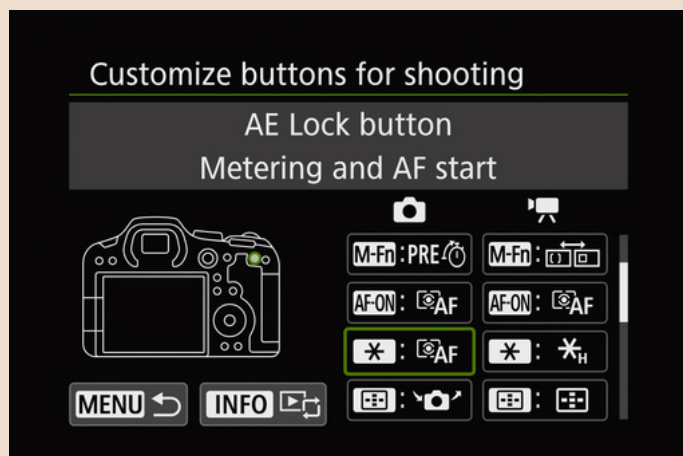 Customize buttons for shooting
AE Lock button
Metering and AF start
M-Fn:PRE M-Fn:
AF-ON: AF AF-ON: AF
: AF : H
MENU INFO